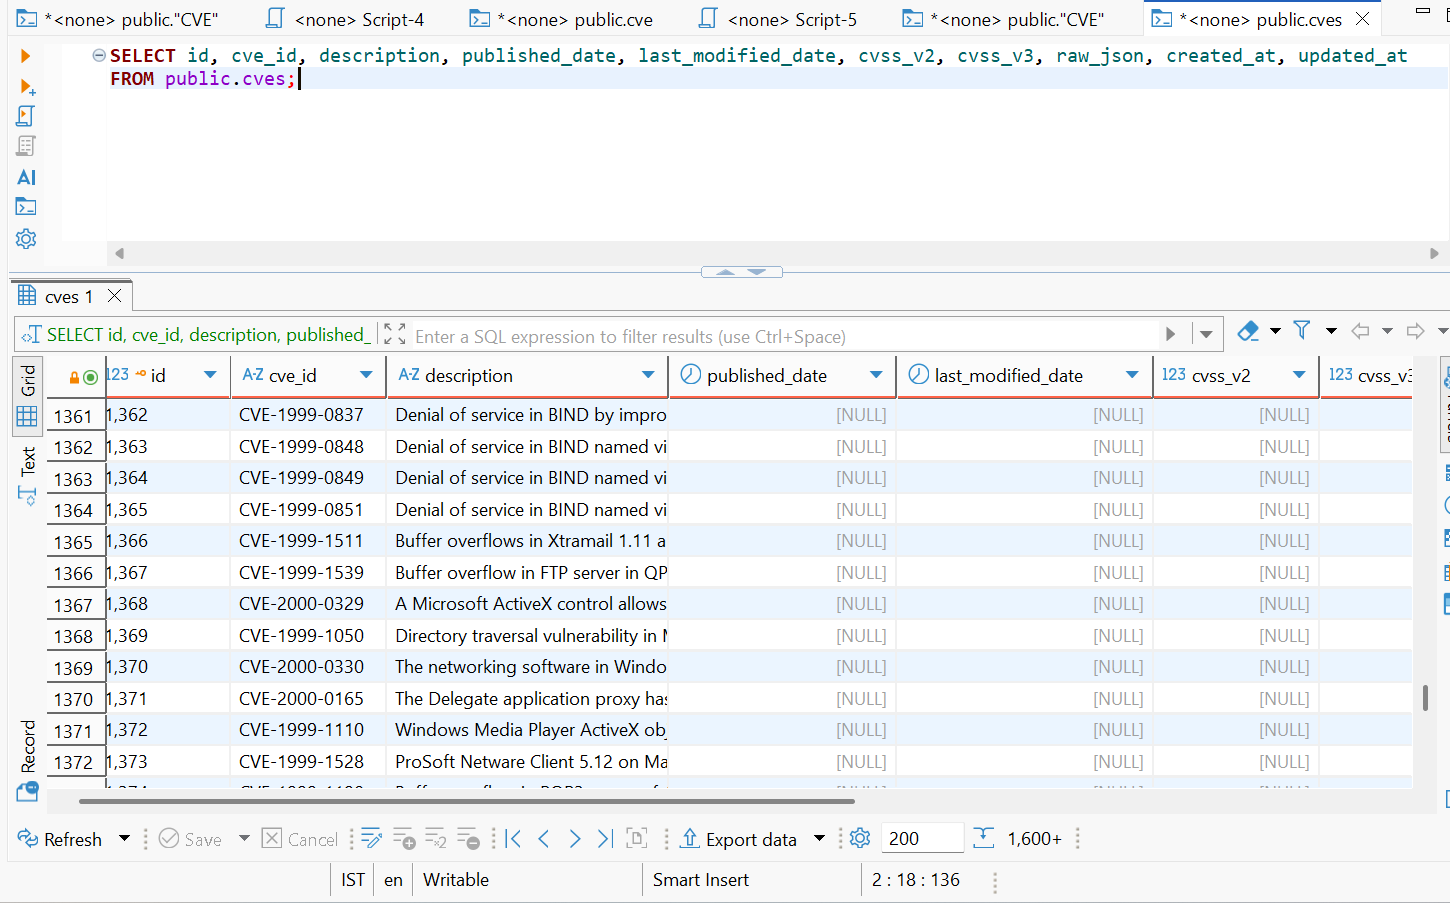 *<none> public."CVE"
<none> Script-4
*<none> public.cve
<none> Script-5
*<none> public."CVE"
*<none> public.cves
SELECT id, cve_id, description, published_date, last_modified_date, cvss_v2, cvss_v3, raw_json, created_at, updated_at
FROM public.cves;
AI
cves 1
SELECT id, cve_id, description, published_
Enter a SQL expression to filter results (use Ctrl+Space)
Grid
Text
Record
123 id A-Z cve_id A-Z description published_date last_modified_date 123 cvss_v2 123 cvss_v3
1361 1,362 CVE-1999-0837 Denial of service in BIND by impro [NULL] [NULL] [NULL]
1362 1,363 CVE-1999-0848 Denial of service in BIND named vi [NULL] [NULL] [NULL]
1363 1,364 CVE-1999-0849 Denial of service in BIND named vi [NULL] [NULL] [NULL]
1364 1,365 CVE-1999-0851 Denial of service in BIND named vi [NULL] [NULL] [NULL]
1365 1,366 CVE-1999-1511 Buffer overflows in Xtramail 1.11 a [NULL] [NULL] [NULL]
1366 1,367 CVE-1999-1539 Buffer overflow in FTP server in QP [NULL] [NULL] [NULL]
1367 1,368 CVE-2000-0329 A Microsoft ActiveX control allows [NULL] [NULL] [NULL]
1368 1,369 CVE-1999-1050 Directory traversal vulnerability in [NULL] [NULL] [NULL]
1369 1,370 CVE-2000-0330 The networking software in Windo [NULL] [NULL] [NULL]
1370 1,371 CVE-2000-0165 The Delegate application proxy has [NULL] [NULL] [NULL]
1371 1,372 CVE-1999-1110 Windows Media Player ActiveX obj [NULL] [NULL] [NULL]
1372 1,373 CVE-1999-1528 ProSoft Netware Client 5.12 on Ma [NULL] [NULL] [NULL]
Refresh Save Cancel Export data 200 1,600+
IST en Writable Smart Insert 2 : 18 : 136